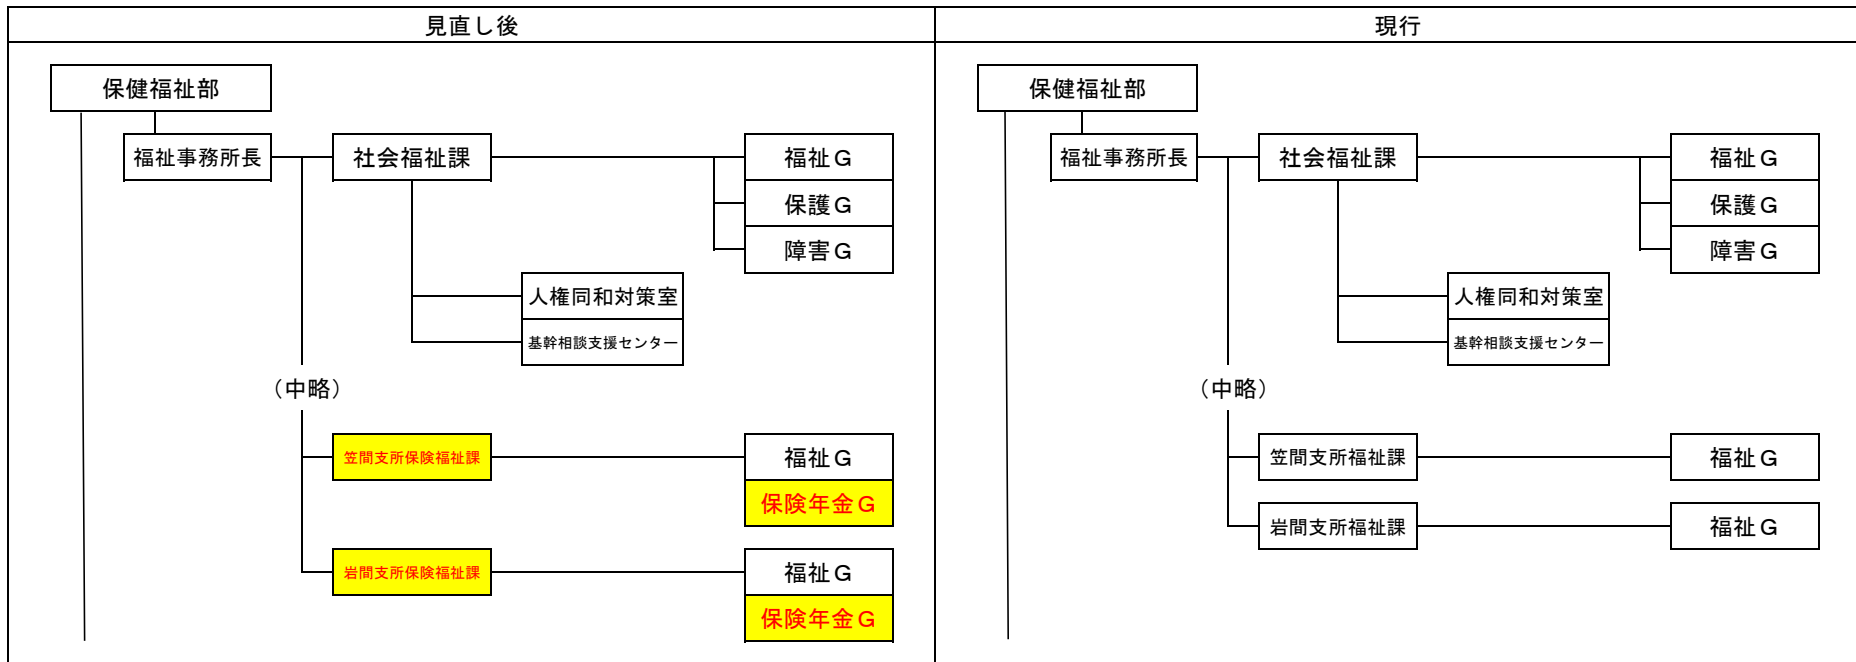 見直し後
保健福祉部
福祉事務所長
社会福祉課
福祉Ｇ
保護Ｇ
障害Ｇ
人権同和対策室
基幹相談支援センター
（中略）
笠間支所保険福祉課
福祉Ｇ
保険年金Ｇ
岩間支所保険福祉課
福祉Ｇ
保険年金Ｇ
現行
保健福祉部
福祉事務所長
社会福祉課
福祉Ｇ
保護Ｇ
障害Ｇ
人権同和対策室
基幹相談支援センター
（中略）
笠間支所福祉課
福祉Ｇ
岩間支所福祉課
福祉Ｇ